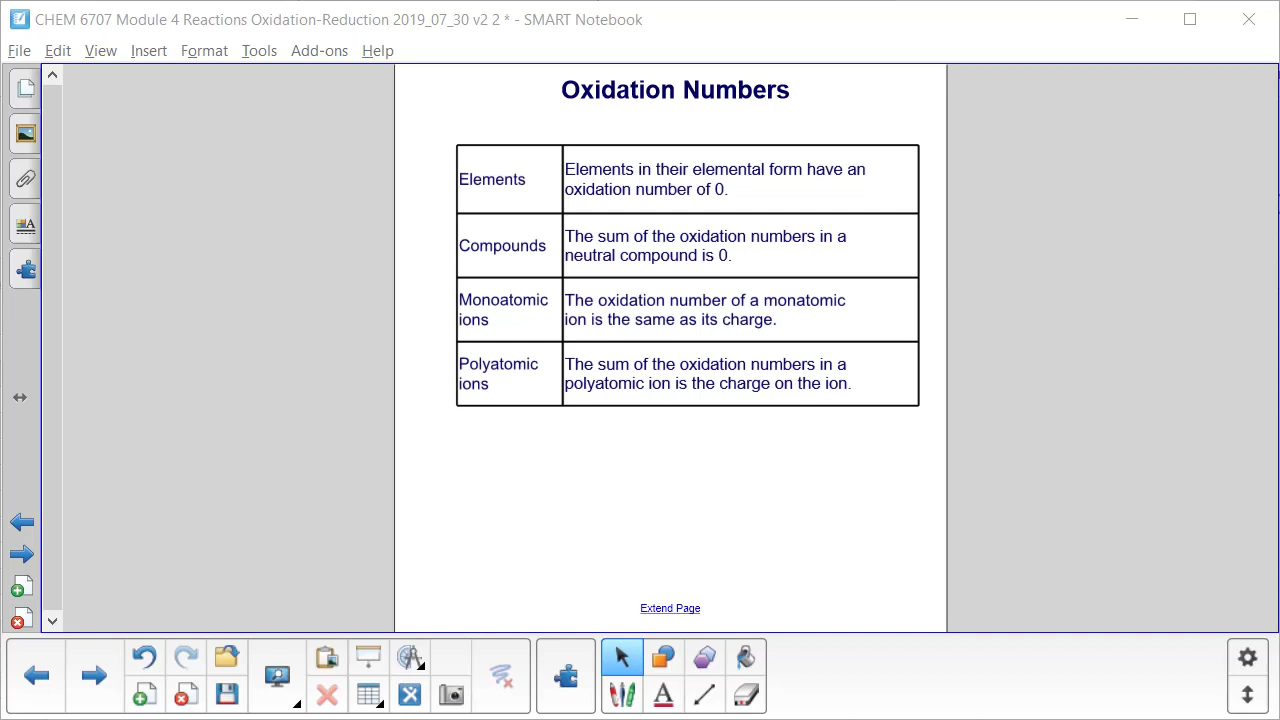 CHEM 6707 Module 4 Reactions Oxidation-Reduction 2019_07_30 v2 2 * - SMART Notebook
File Edit View Insert Format Tools Add-ons Help
Oxidation Numbers
Elements
Elements in their elemental form have an
oxidation number of 0.
Compounds
The sum of the oxidation numbers in a
neutral compound is 0.
Monoatomic
ions
The oxidation number of a monatomic
ion is the same as its charge.
Polyatomic
ions
The sum of the oxidation numbers in a
polyatomic ion is the charge on the ion.
Extend Page